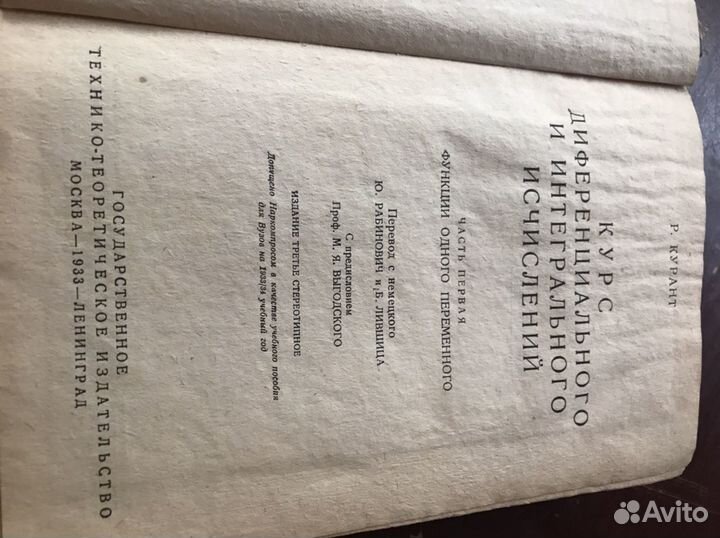 Р. КУРАНТ
КУРС
ДИФЕРЕНЦИАЛЬНОГО
И ИНТЕГРАЛЬНОГО
ИСЧИСЛЕНИЙ
ЧАСТЬ ПЕРВАЯ
ФУНКЦИИ ОДНОГО ПЕРЕМЕННОГО
Перевод с немецкого
Ю. РАБИНОВИЧ и Б. ЛИВШИЦА
С предисловием
Проф. М. Я. ВЫГОДСКОГО
ИЗДАНИЕ ТРЕТЬЕ СТЕРЕОТИПНОЕ
Допущено Наркомпросом в качестве учебного пособия
для Вузов на 1933/34 учебный год
ГОСУДАРСТВЕННОЕ
ТЕХНИКО-ТЕОРЕТИЧЕСКОЕ ИЗДАТЕЛЬСТВО
МОСКВА—1933—ЛЕНИНГРАД
Avito